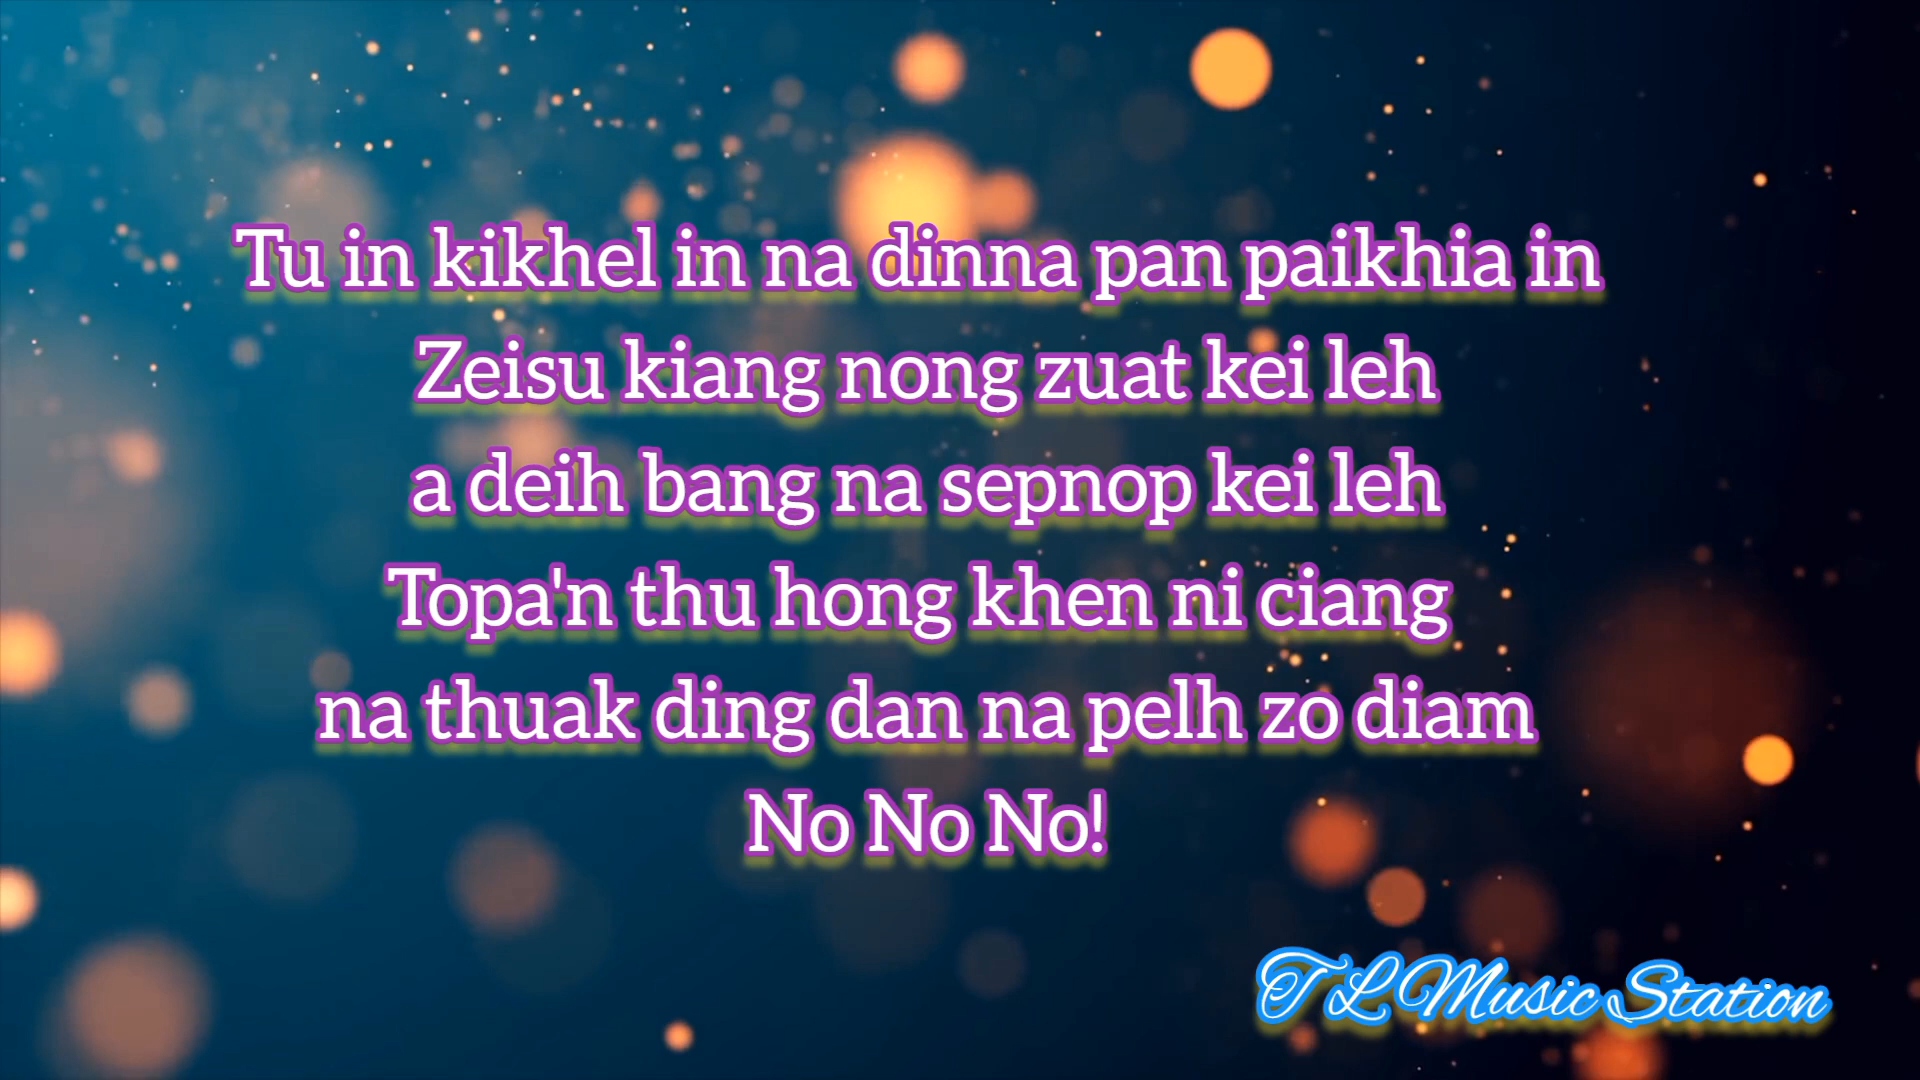 Tu in kikhel in na dinna pan paikhia in
Zeisu kiang nong zuat kei leh
a deih bang na sepnop kei leh
Topa'n thu hong khen ni ciang
na thuak ding dan na pelh zo diam
No No No!
T L Music Station